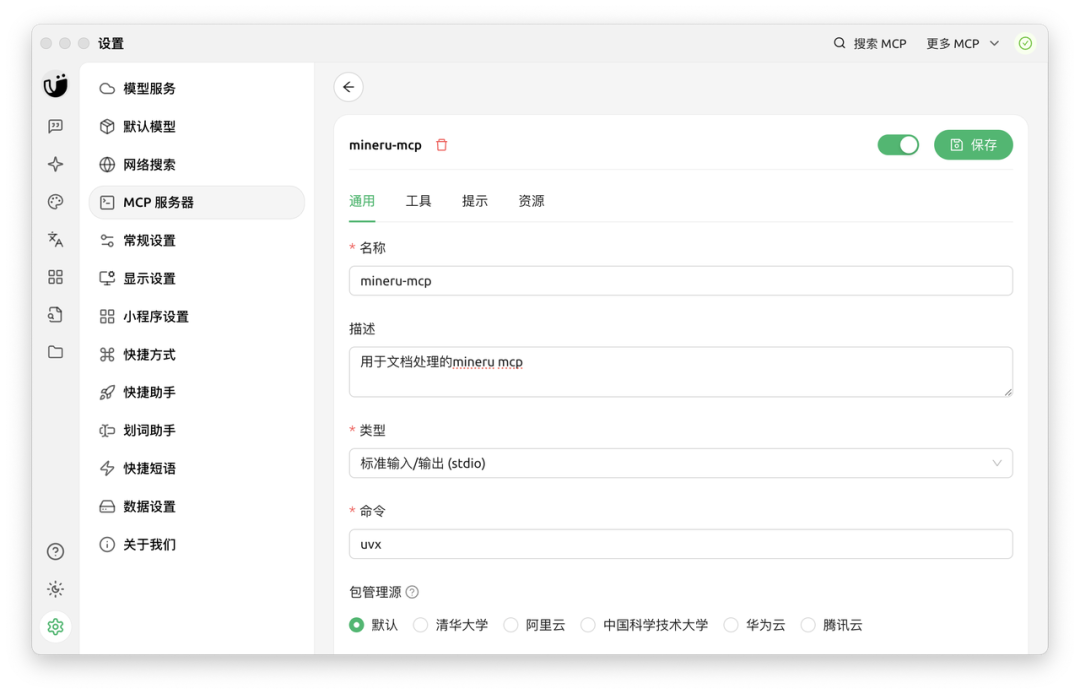 设置
搜索 MCP
更多 MCP
模型服务
默认模型
网络搜索
MCP 服务器
常规设置
显示设置
小程序设置
快捷方式
快捷助手
划词助手
快捷短语
数据设置
关于我们
mineru-mcp
保存
通用 工具 提示 资源
* 名称
mineru-mcp
描述
用于文档处理的mineru mcp
* 类型
标准输入/输出 (stdio)
* 命令
uvx
包管理源
默认 清华大学 阿里云 中国科学技术大学 华为云 腾讯云